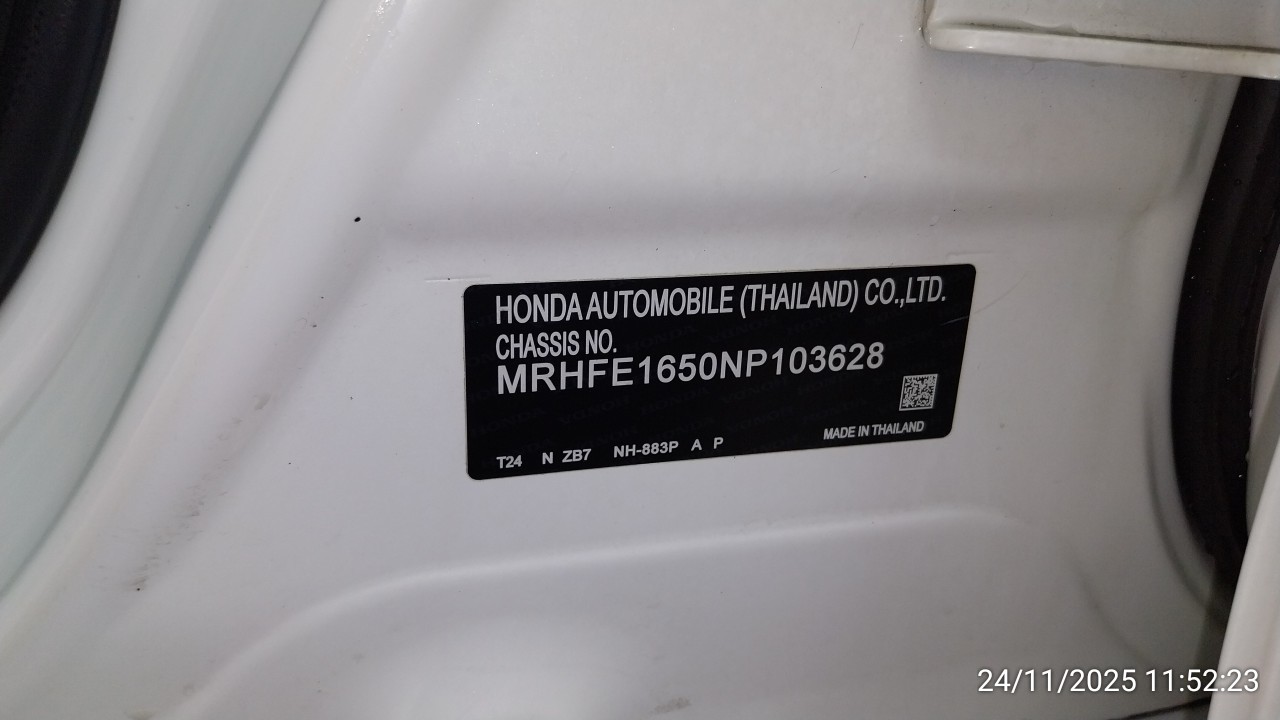 HONDA AUTOMOBILE (THAILAND) CO.,LTD.
CHASSIS NO.
MRHFE1650NP103628
T24 N ZB7 NH-883P A P
MADE IN THAILAND
24/11/2025 11:52:23